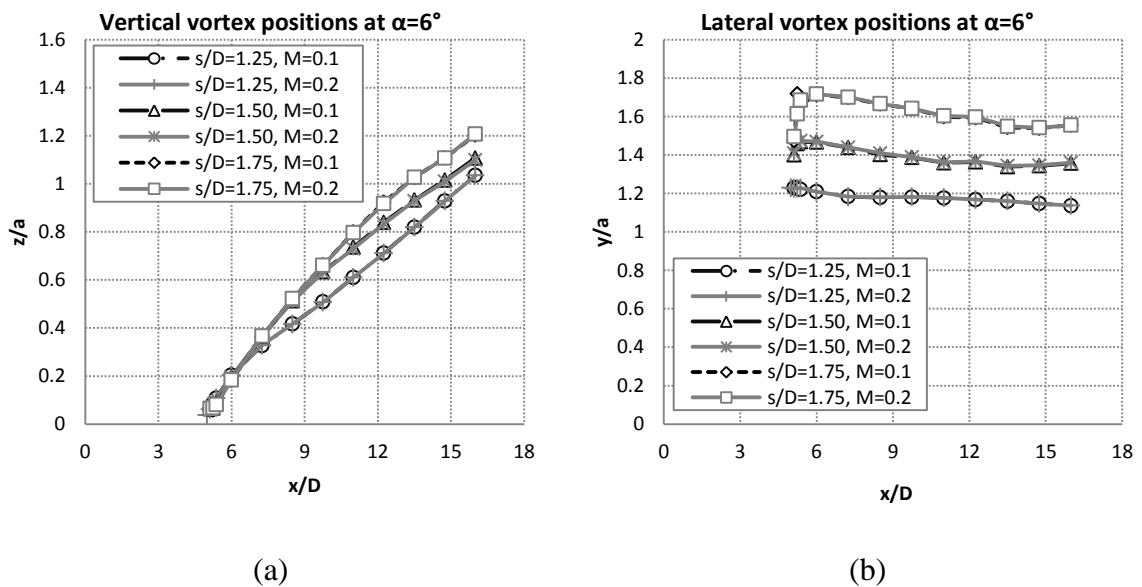 Vertical vortex positions at α=6°
1.6
1.4
1.2
1
0.8
0.6
0.4
0.2
0
z/a
s/D=1.25, M=0.1
s/D=1.25, M=0.2
s/D=1.50, M=0.1
s/D=1.50, M=0.2
s/D=1.75, M=0.1
s/D=1.75, M=0.2
0 3 6 9 12 15 18
x/D
(a)
Lateral vortex positions at α=6°
2
1.8
1.6
1.4
1.2
1
0.8
0.6
0.4
0.2
0
y/a
s/D=1.25, M=0.1
s/D=1.25, M=0.2
s/D=1.50, M=0.1
s/D=1.50, M=0.2
s/D=1.75, M=0.1
s/D=1.75, M=0.2
0 3 6 9 12 15 18
x/D
(b)